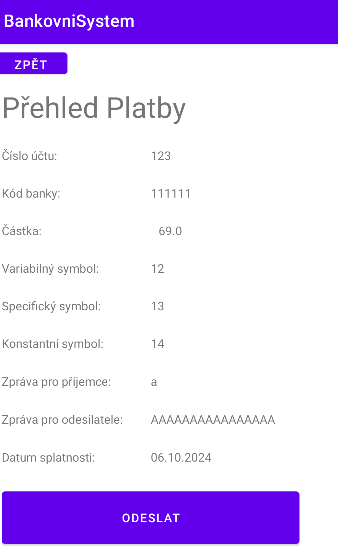 BankovniSystem
ZPĚT
Přehled Platby
Číslo účtu: 123
Kód banky: 111111
Částka: 69.0
Variabilný symbol: 12
Specifický symbol: 13
Konstantní symbol: 14
Zpráva pro příjemce: a
Zpráva pro odesílatele: AAAAAAAAAAAAAAAA
Datum splatnosti: 06.10.2024
ODESLAT